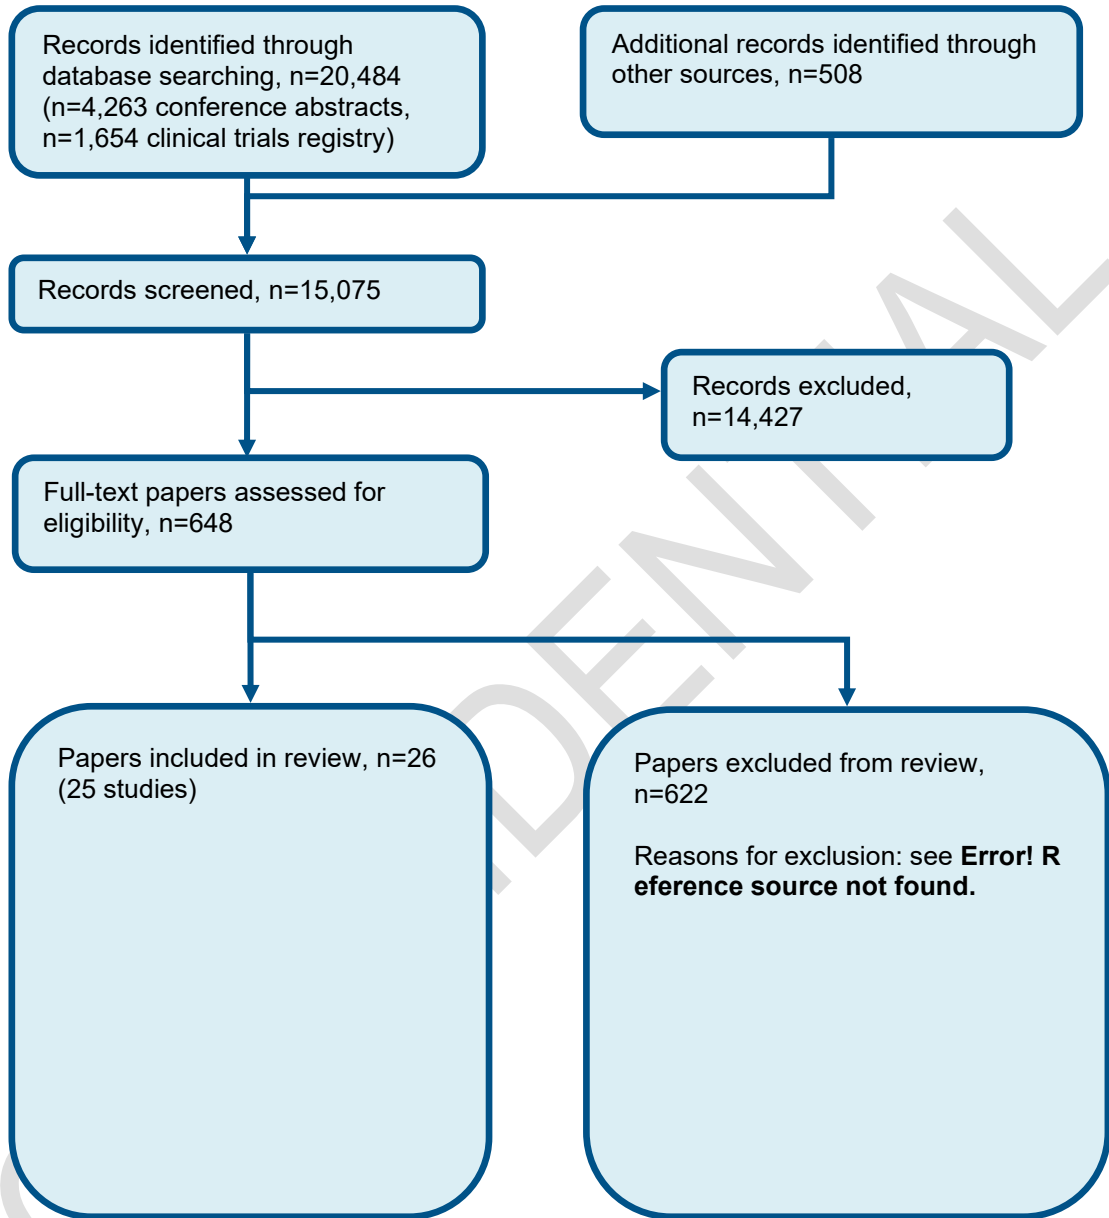 Records identified through
database searching, n=20,484
(n=4,263 conference abstracts,
n=1,654 clinical trials registry)
Additional records identified through
other sources, n=508
Records screened, n=15,075
Records excluded,
n=14,427
Full-text papers assessed for
eligibility, n=648
Papers included in review, n=26
(25 studies)
Papers excluded from review,
n=622
Reasons for exclusion: see Error! R
eference source not found.